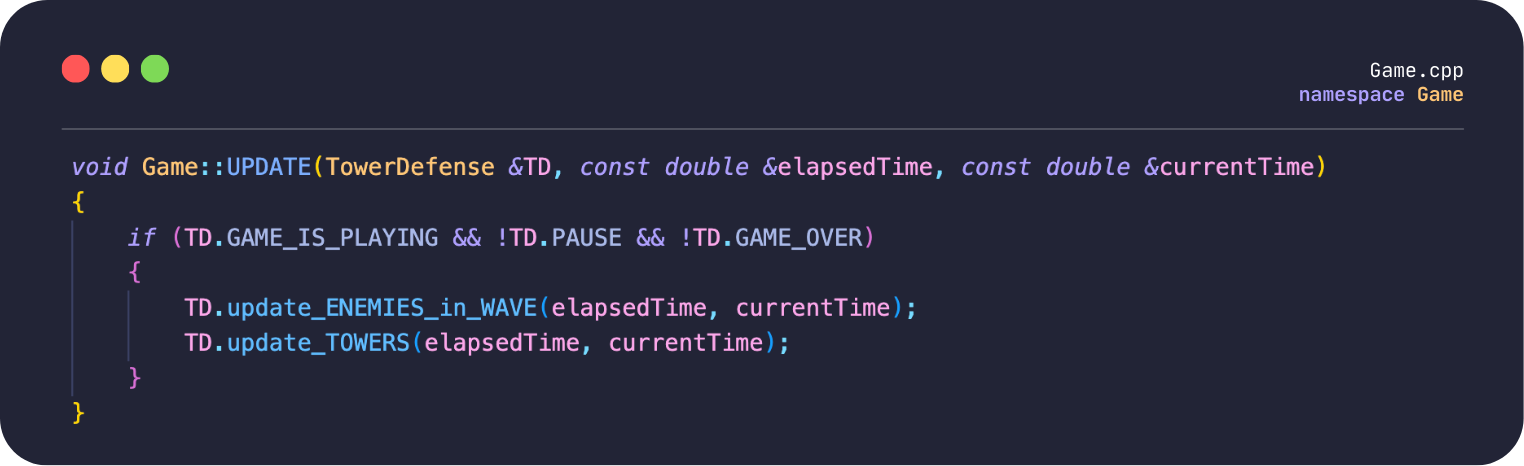 Game.cpp
namespace Game
void Game::UPDATE(TowerDefense &TD, const double &elapsedTime, const double &currentTime)
{
    if (TD.GAME_IS_PLAYING && !TD.PAUSE && !TD.GAME_OVER)
    {
        TD.update_ENEMIES_in_WAVE(elapsedTime, currentTime);
        TD.update_TOWERS(elapsedTime, currentTime);
    }
}